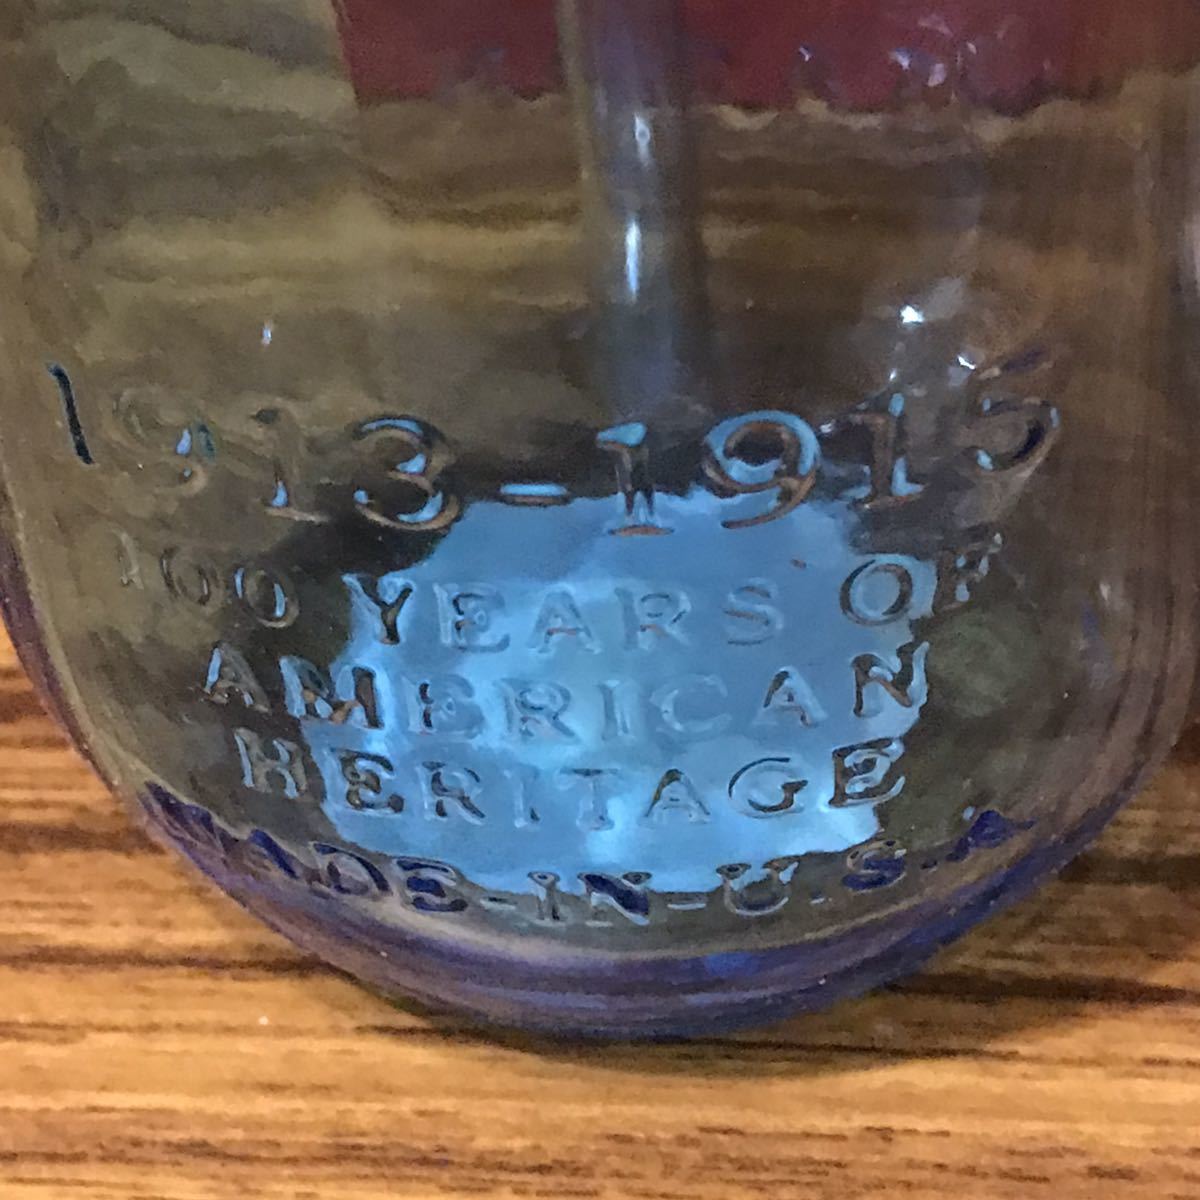 1913-1915
100 YEARS OF
AMERICAN
HERITAGE
MADE-IN-U.S.A